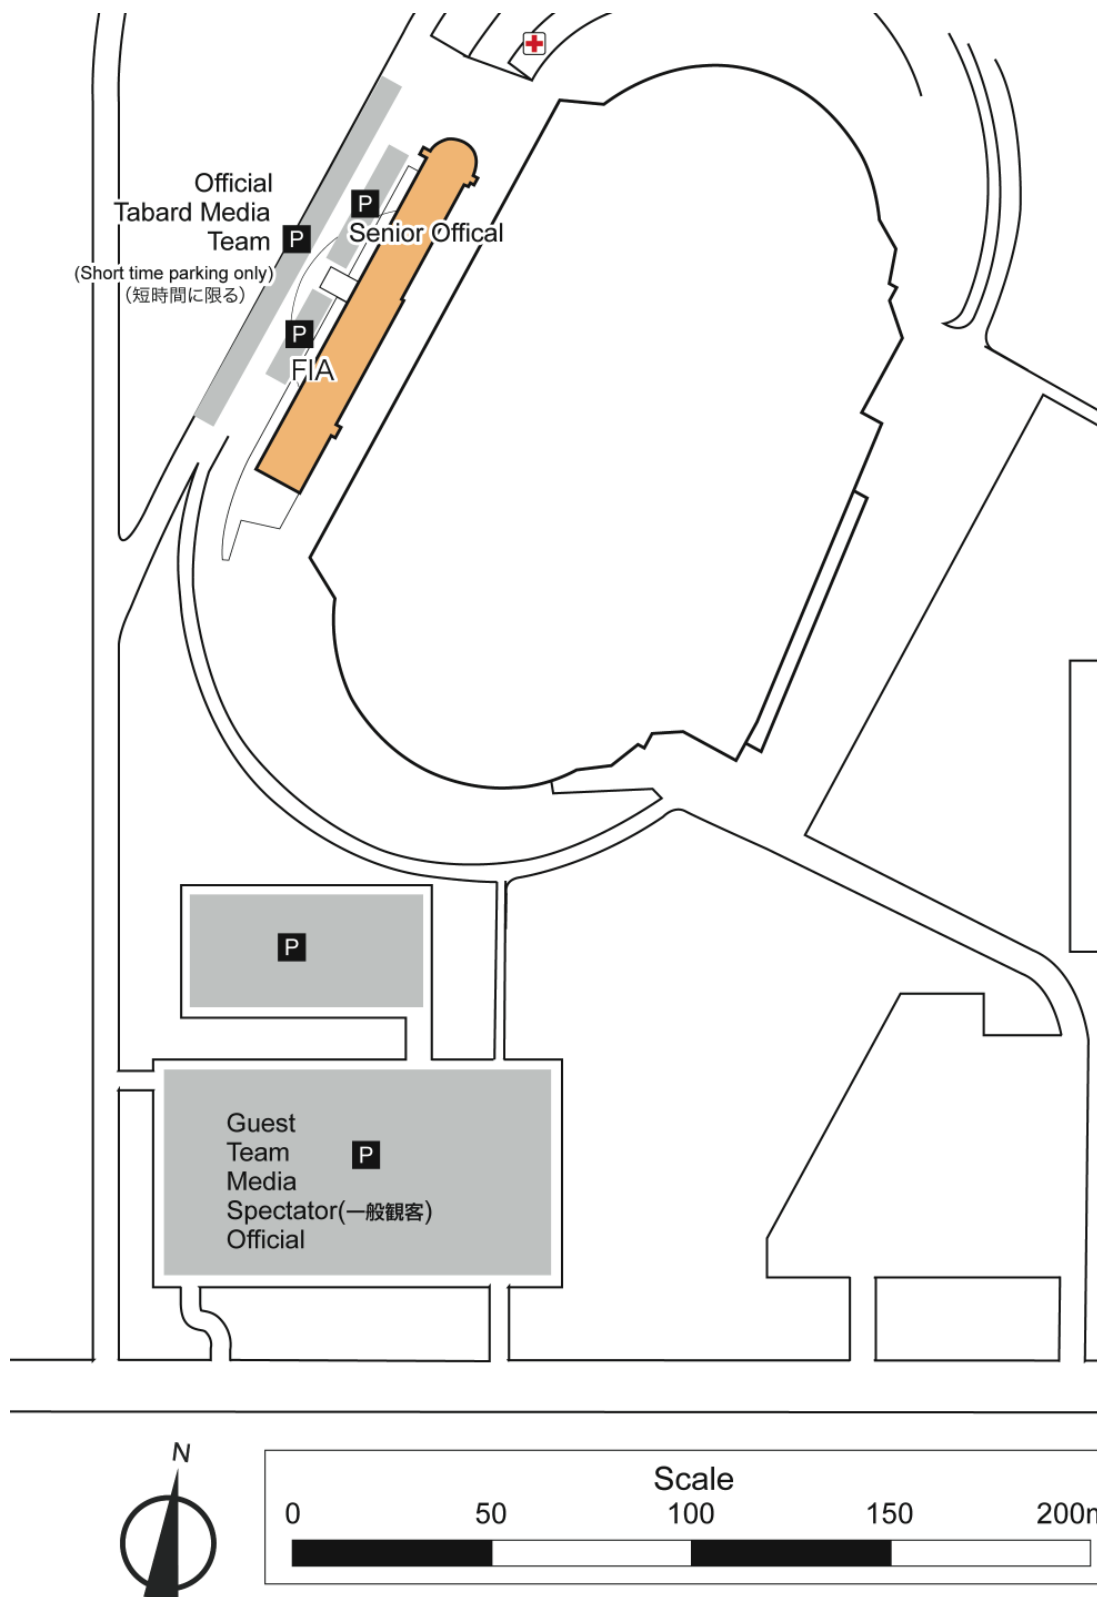 Official
Tabard Media
Team P
(Short time parking only)
（短時間に限る）
P
Senior Offical
P
FIA
P
Guest
Team
Media
Spectator(一般観客)
Official
P
N
Scale
0 50 100 150 200m